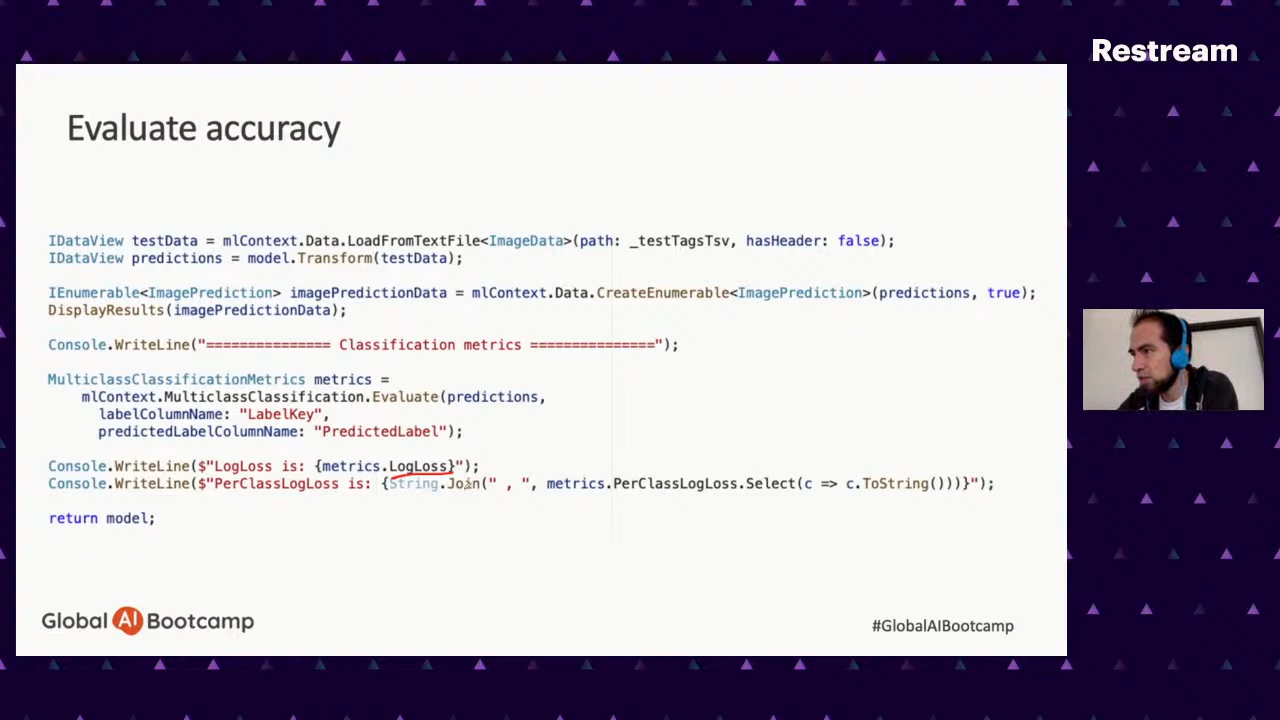 Restream
Evaluate accuracy
IDataView testData = mlContext.Data.LoadFromTextFile<ImageData>(path: _testTagsTsv, hasHeader: false);
IDataView predictions = model.Transform(testData);
IEnumerable<ImagePrediction> imagePredictionData = mlContext.Data.CreateEnumerable<ImagePrediction>(predictions, true);
DisplayResults(imagePredictionData);
Console.WriteLine("=============== Classification metrics ===============");
MulticlassClassificationMetrics metrics =
mlContext.MulticlassClassification.Evaluate(predictions,
labelColumnName: "LabelKey",
predictedLabelColumnName: "PredictedLabel");
Console.WriteLine($"LogLoss is: {metrics.LogLoss}");
Console.WriteLine($"PerClassLogLoss is: {String.Join(" , ", metrics.PerClassLogLoss.Select(c => c.ToString()))}");
return model;
Global AI Bootcamp
#GlobalAIBootcamp